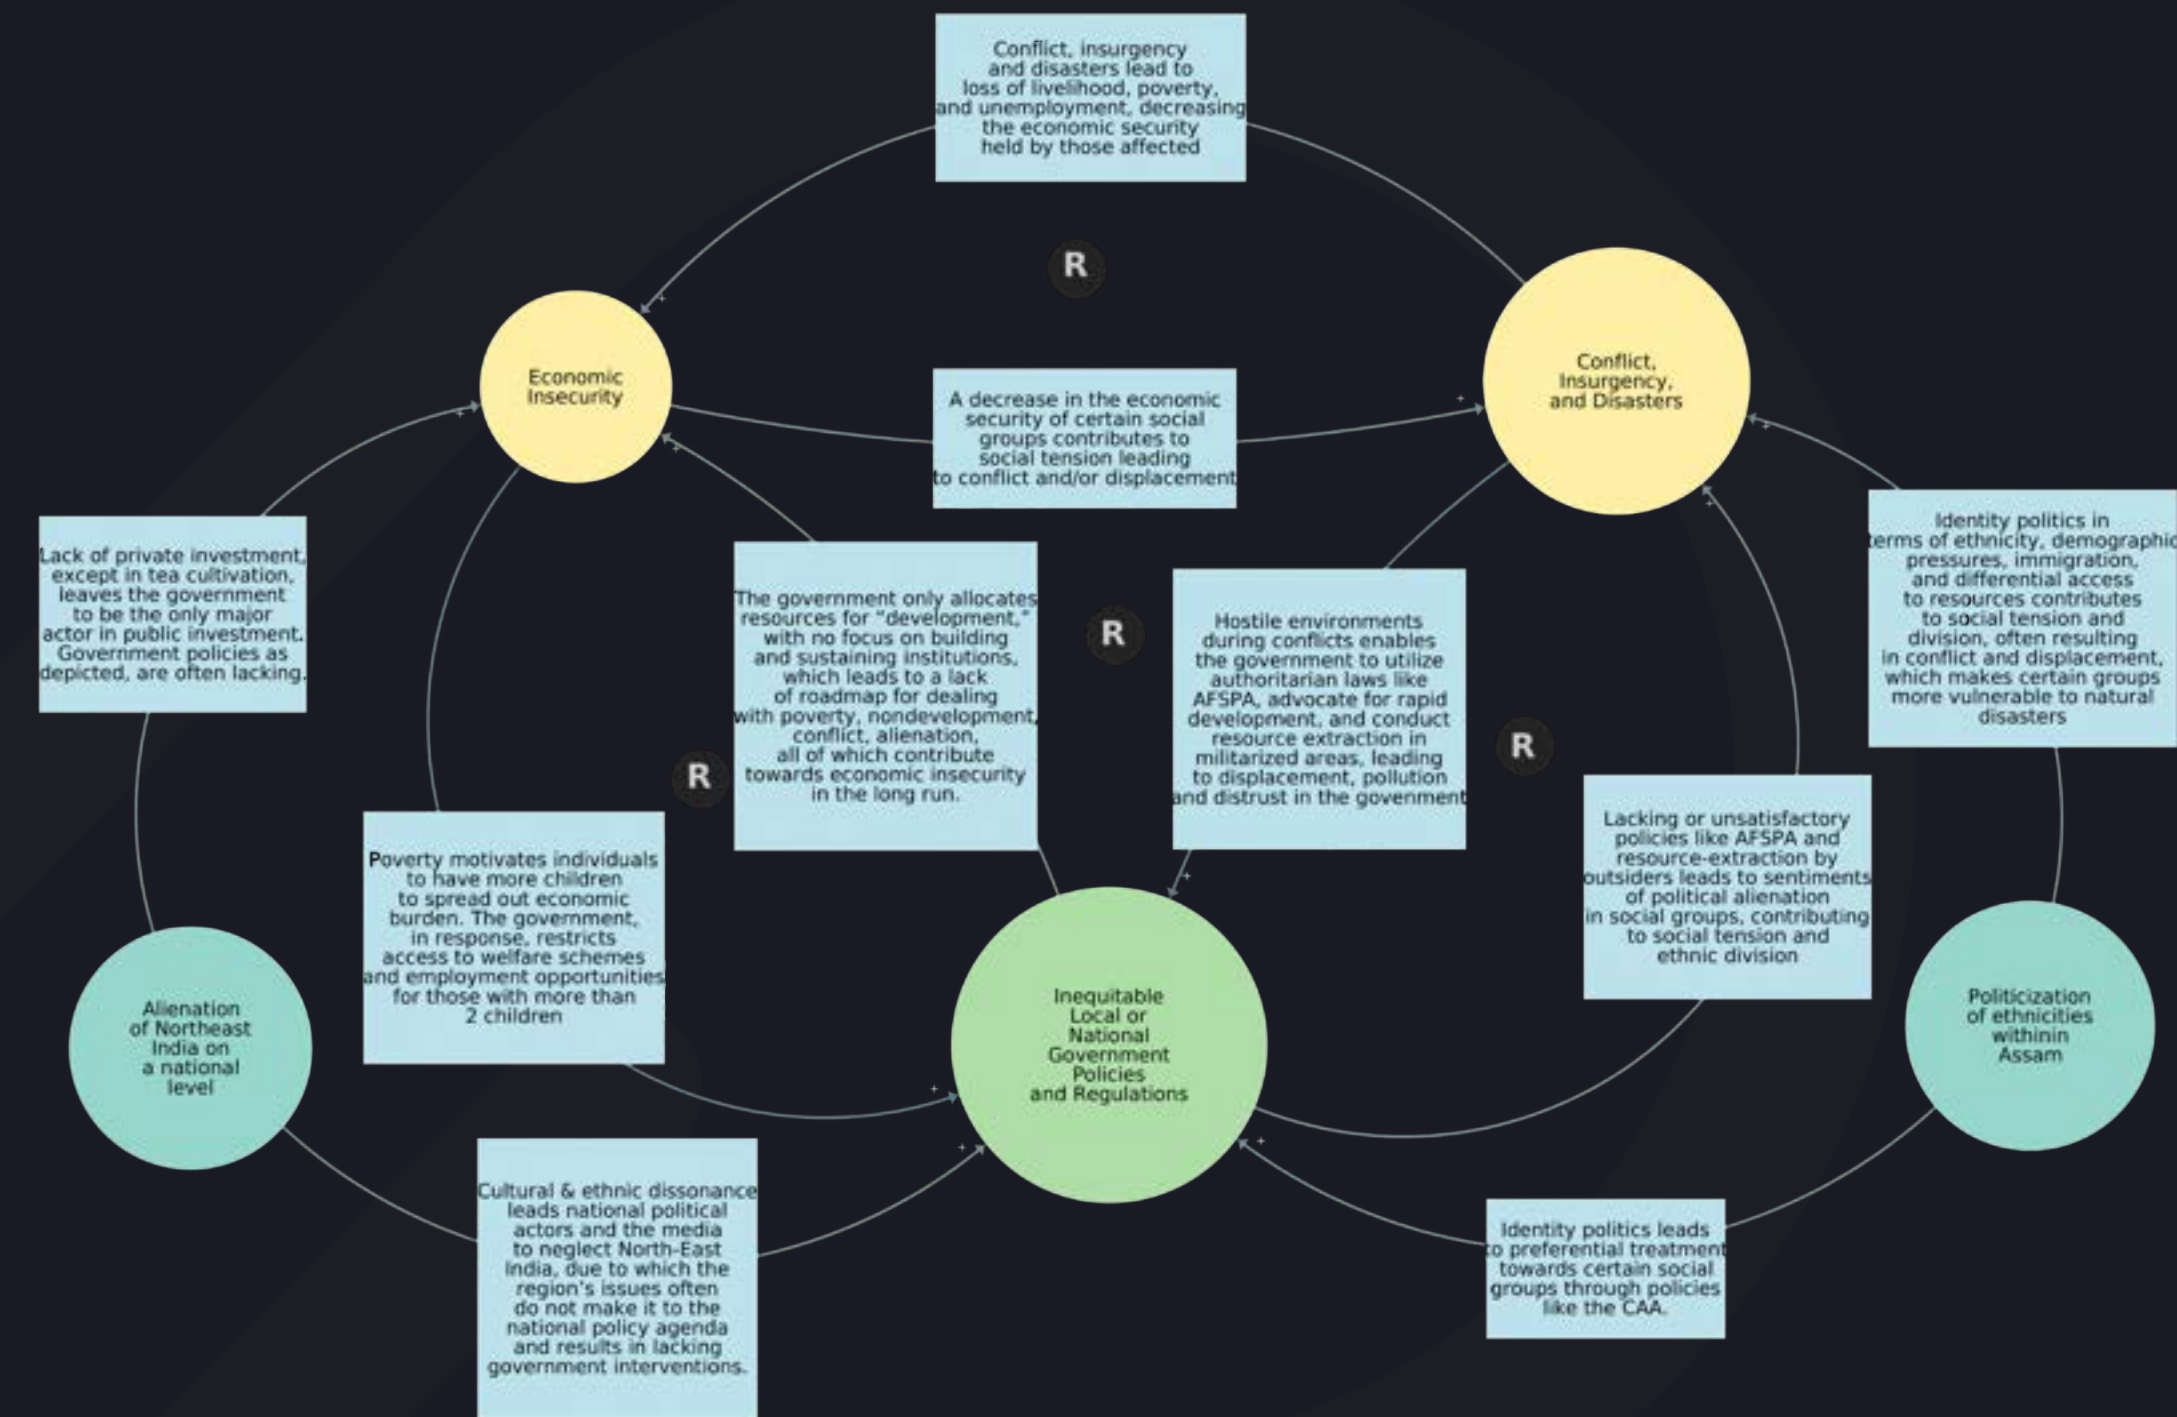 Conflict, insurgency
and disasters lead to
loss of livelihood, poverty,
and unemployment, decreasing
the economic security
held by those affected
R
Economic
Insecurity
Conflict,
Insurgency,
and Disasters
A decrease in the economic
security of certain social
groups contributes to
social tension leading
to conflict and/or displacement
Lack of private investment,
except in tea cultivation,
leaves the government
to be the only major
actor in public investment.
Government policies as
depicted, are often lacking.
The government only allocates
resources for "development,"
with no focus on building
and sustaining institutions,
which leads to a lack
of roadmap for dealing
with poverty, nondevelopment,
conflict, alienation,
all of which contribute
towards economic insecurity
in the long run.
R
Hostile environments
during conflicts enables
the government to utilize
authoritarian laws like
AFSPA, advocate for rapid
development, and conduct
resource extraction in
militarized areas, leading
to displacement, pollution
and distrust in the govenment
Identity politics in
terms of ethnicity, demographic
pressures, immigration,
and differential access
to resources contributes
to social tension and
division, often resulting
in conflict and displacement,
which makes certain groups
more vulnerable to natural
disasters
R
R
Poverty motivates individuals
to have more children
to spread out economic
burden. The government,
in response, restricts
access to welfare schemes
and employment opportunities
for those with more than
2 children
Lacking or unsatisfactory
policies like AFSPA and
resource-extraction by
outsiders leads to sentiments
of political alienation
in social groups, contributing
to social tension and
ethnic division
Alienation
of Northeast
India on
a national
level
Inequitable
Local or
National
Government
Policies
and Regulations
Politicization
of ethnicities
withinin
Assam
Cultural & ethnic dissonance
leads national political
actors and the media
to neglect North-East
India, due to which the
region's issues often
do not make it to the
national policy agenda
and results in lacking
government interventions.
Identity politics leads
to preferential treatment
towards certain social
groups through policies
like the CAA.